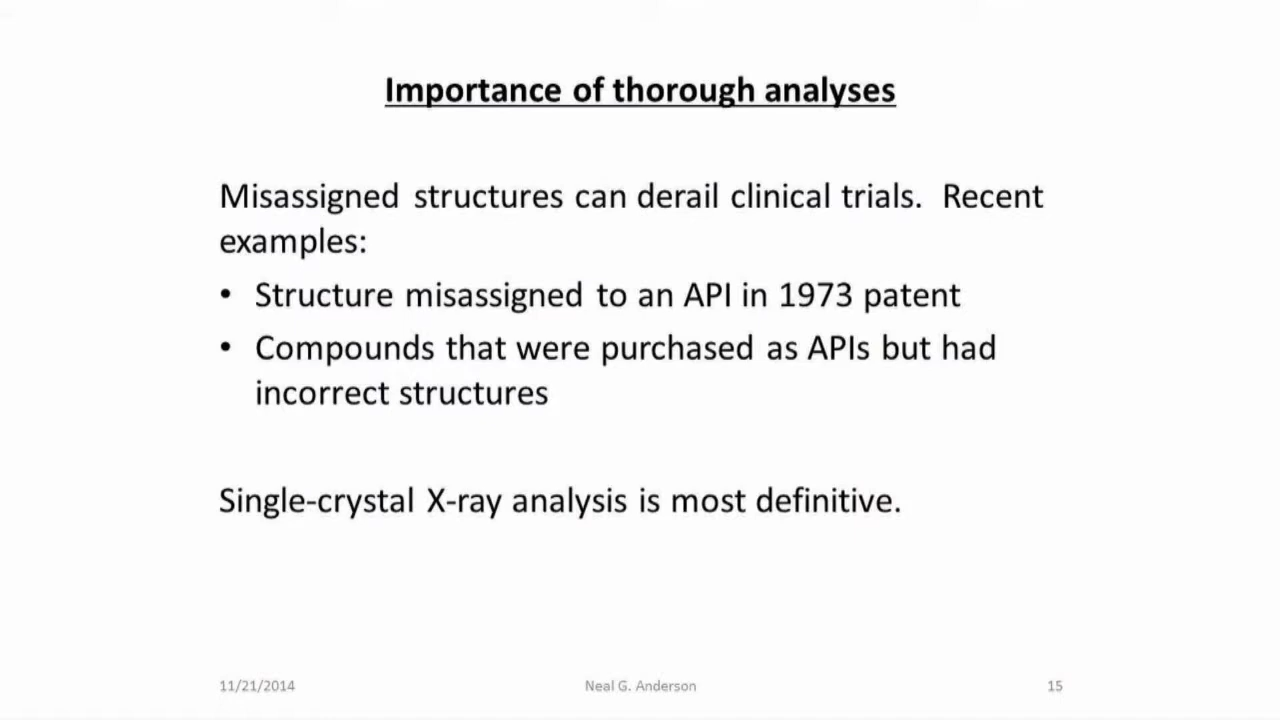 Importance of thorough analyses
Misassigned structures can derail clinical trials. Recent
examples:
• Structure misassigned to an API in 1973 patent
• Compounds that were purchased as APIs but had
incorrect structures
Single-crystal X-ray analysis is most definitive.
11/21/2014
Neal G. Anderson
15